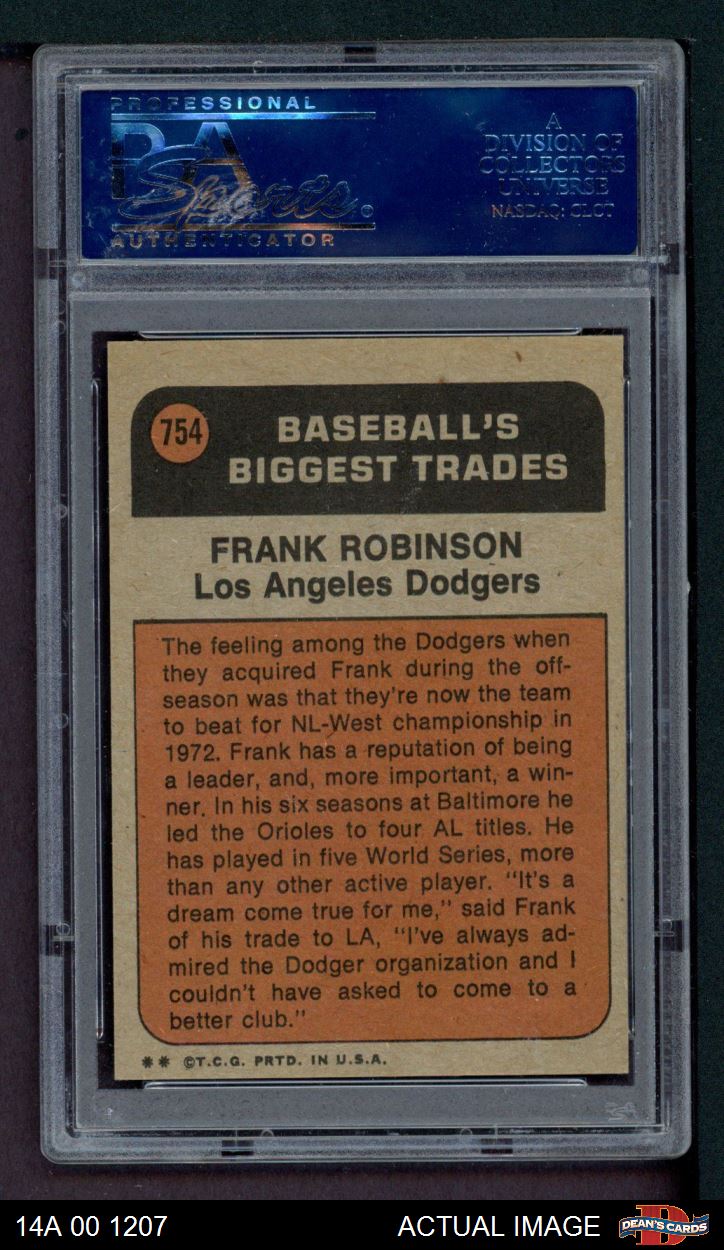 PROFESSIONAL
PSA
Sports
AUTHENTICATOR
A
DIVISION OF
COLLECTORS
UNIVERSE
NASDAQ: CLCT
754
BASEBALL'S
BIGGEST TRADES
FRANK ROBINSON
Los Angeles Dodgers
The feeling among the Dodgers when
they acquired Frank during the off-
season was that they're now the team
to beat for NL-West championship in
1972. Frank has a reputation of being
a leader, and, more important, a win-
ner. In his six seasons at Baltimore he
led the Orioles to four AL titles. He
has played in five World Series, more
than any other active player. "It's a
dream come true for me," said Frank
of his trade to LA, "I've always ad-
mired the Dodger organization and I
couldn't have asked to come to a
better club."
** ©T.C.G. PRTD. IN U.S.A.
14A 00 1207
ACTUAL IMAGE
DEAN'S CARDS